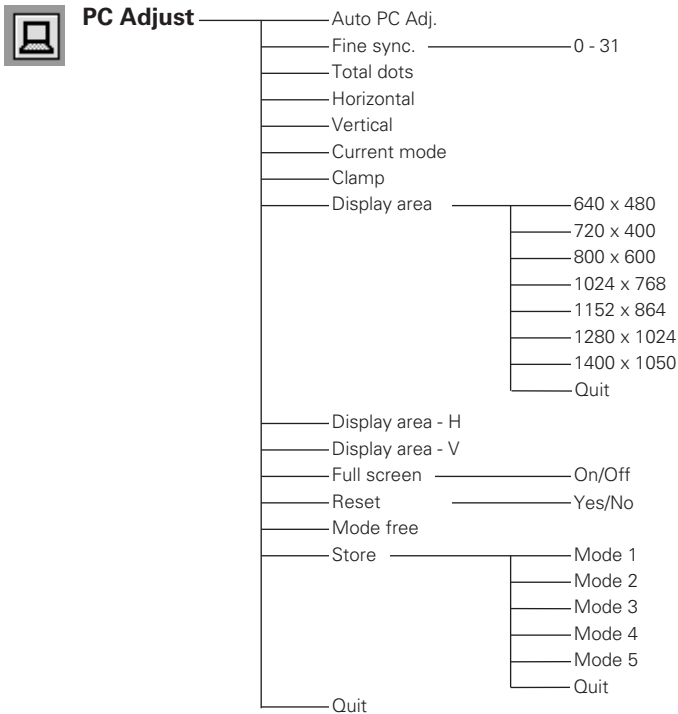 PC Adjust
Auto PC Adj.
Fine sync. 0 - 31
Total dots
Horizontal
Vertical
Current mode
Clamp
Display area 640 x 480
720 x 400
800 x 600
1024 x 768
1152 x 864
1280 x 1024
1400 x 1050
Quit
Display area - H
Display area - V
Full screen On/Off
Reset Yes/No
Mode free
Store Mode 1
Mode 2
Mode 3
Mode 4
Mode 5
Quit
Quit